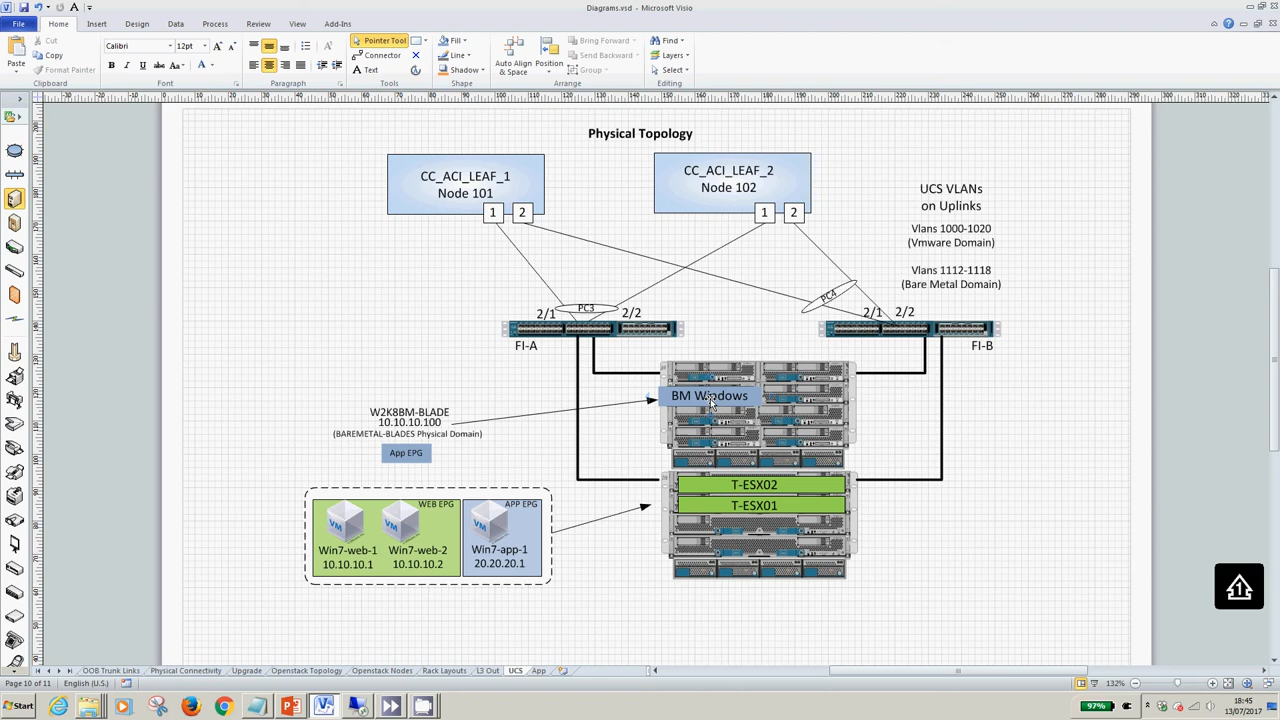 Diagrams.vsd - Microsoft Visio
File
Home
Insert
Design
Data
Process
Review
View
Add-Ins
Paste
Cut
Copy
Format Painter
Clipboard
Calibri
12pt
Font
Paragraph
Pointer Tool
Connector
Text
Tools
Fill
Line
Shadow
Shape
Auto Align
& Space
Position
Bring Forward
Send Backward
Group
Arrange
Find
Layers
Select
Editing
Physical Topology
CC_ACI_LEAF_1
Node 101
1
2
CC_ACI_LEAF_2
Node 102
1
2
UCS VLANs
on Uplinks
Vlans 1000-1020
(Vmware Domain)
Vlans 1112-1118
(Bare Metal Domain)
PC3
PC4
2/1
2/2
2/1
2/2
FI-A
FI-B
BM Windows
W2K8BM-BLADE
10.10.10.100
(BAREMETAL-BLADES Physical Domain)
App EPG
T-ESX02
T-ESX01
WEB EPG
APP EPG
VM
VM
VM
Win7-web-1
10.10.10.1
Win7-web-2
10.10.10.2
Win7-app-1
20.20.20.1
OOB Trunk Links
Physical Connectivity
Upgrade
Openstack Topology
Openstack Nodes
Rack Layouts
L3 Out
UCS
App
Page 10 of 11
English (U.S.)
132%
Start
97%
18:45
13/07/2017